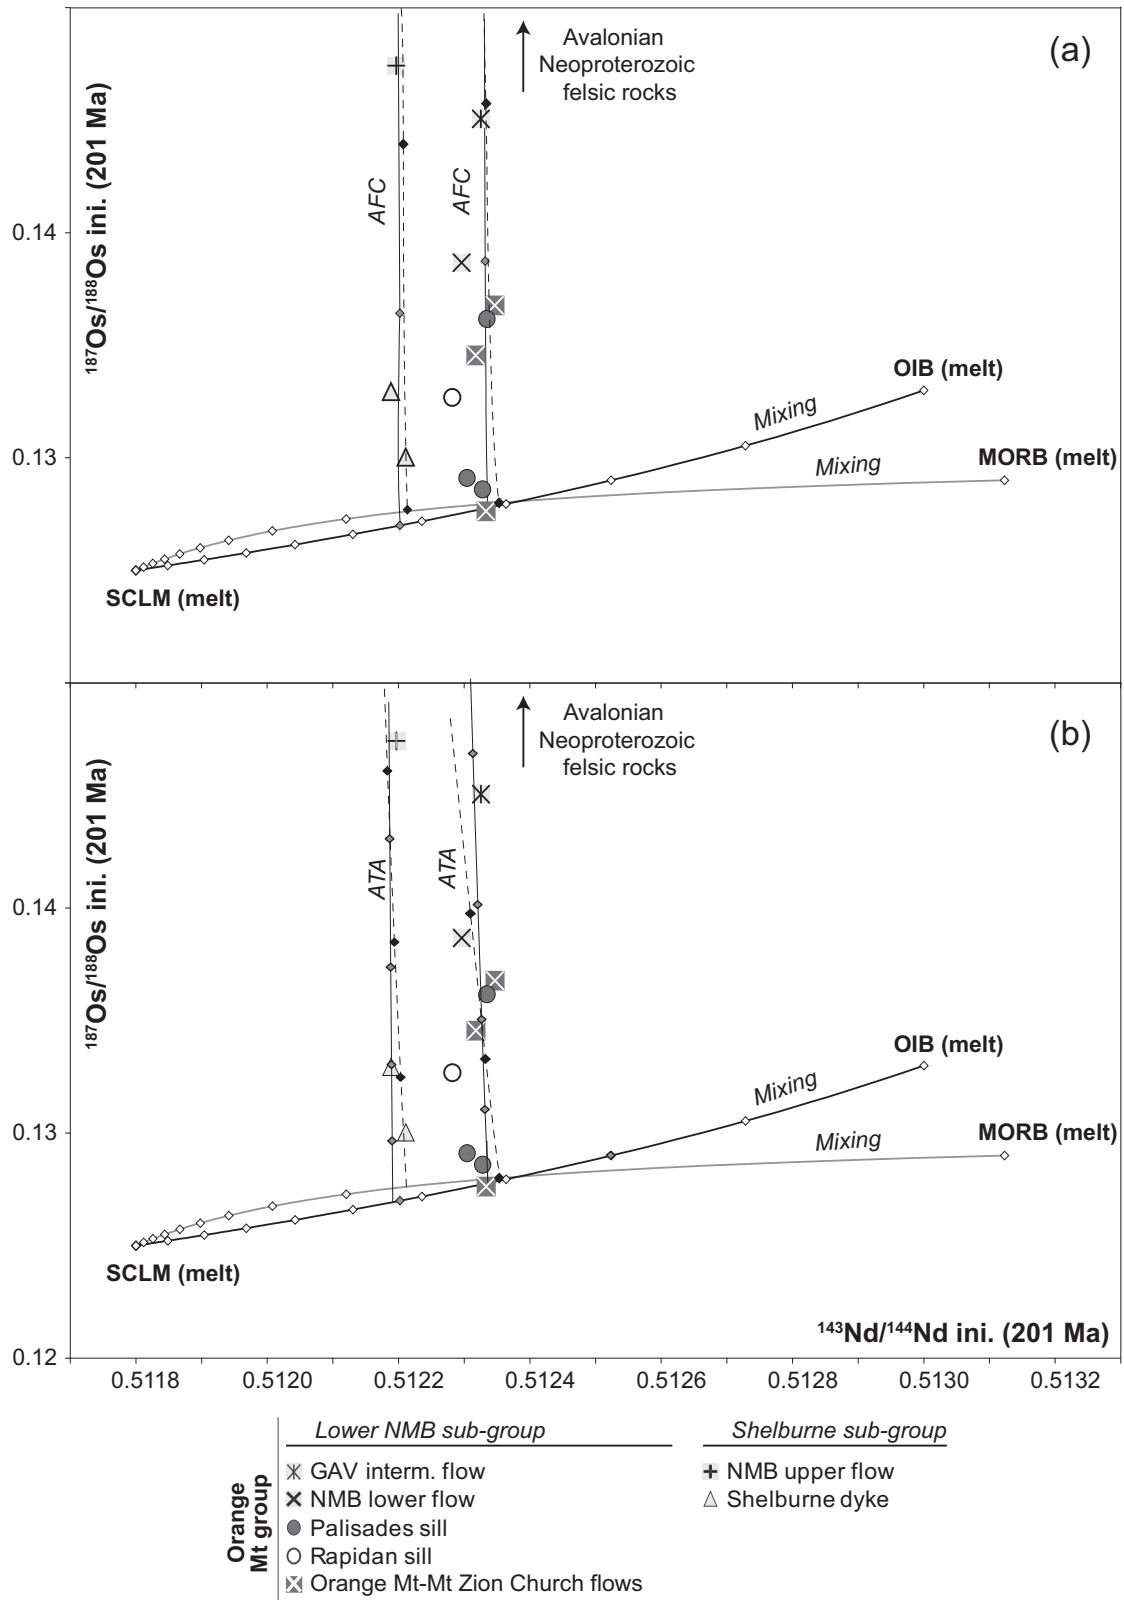 (a)
Avalonian
Neoproterozoic
felsic rocks
187Os/188Os ini. (201 Ma)
0.14
0.13
AFC
AFC
OIB (melt)
Mixing
MORB (melt)
Mixing
SCLM (melt)
(b)
Avalonian
Neoproterozoic
felsic rocks
187Os/188Os ini. (201 Ma)
0.14
0.13
0.12
ATA
ATA
OIB (melt)
Mixing
MORB (melt)
Mixing
SCLM (melt)
143Nd/144Nd ini. (201 Ma)
0.5118 0.5120 0.5122 0.5124 0.5126 0.5128 0.5130 0.5132
Orange
Mt group
Lower NMB sub-group
GAV interm. flow
NMB lower flow
Palisades sill
Rapidan sill
Orange Mt-Mt Zion Church flows
Shelburne sub-group
NMB upper flow
Shelburne dyke